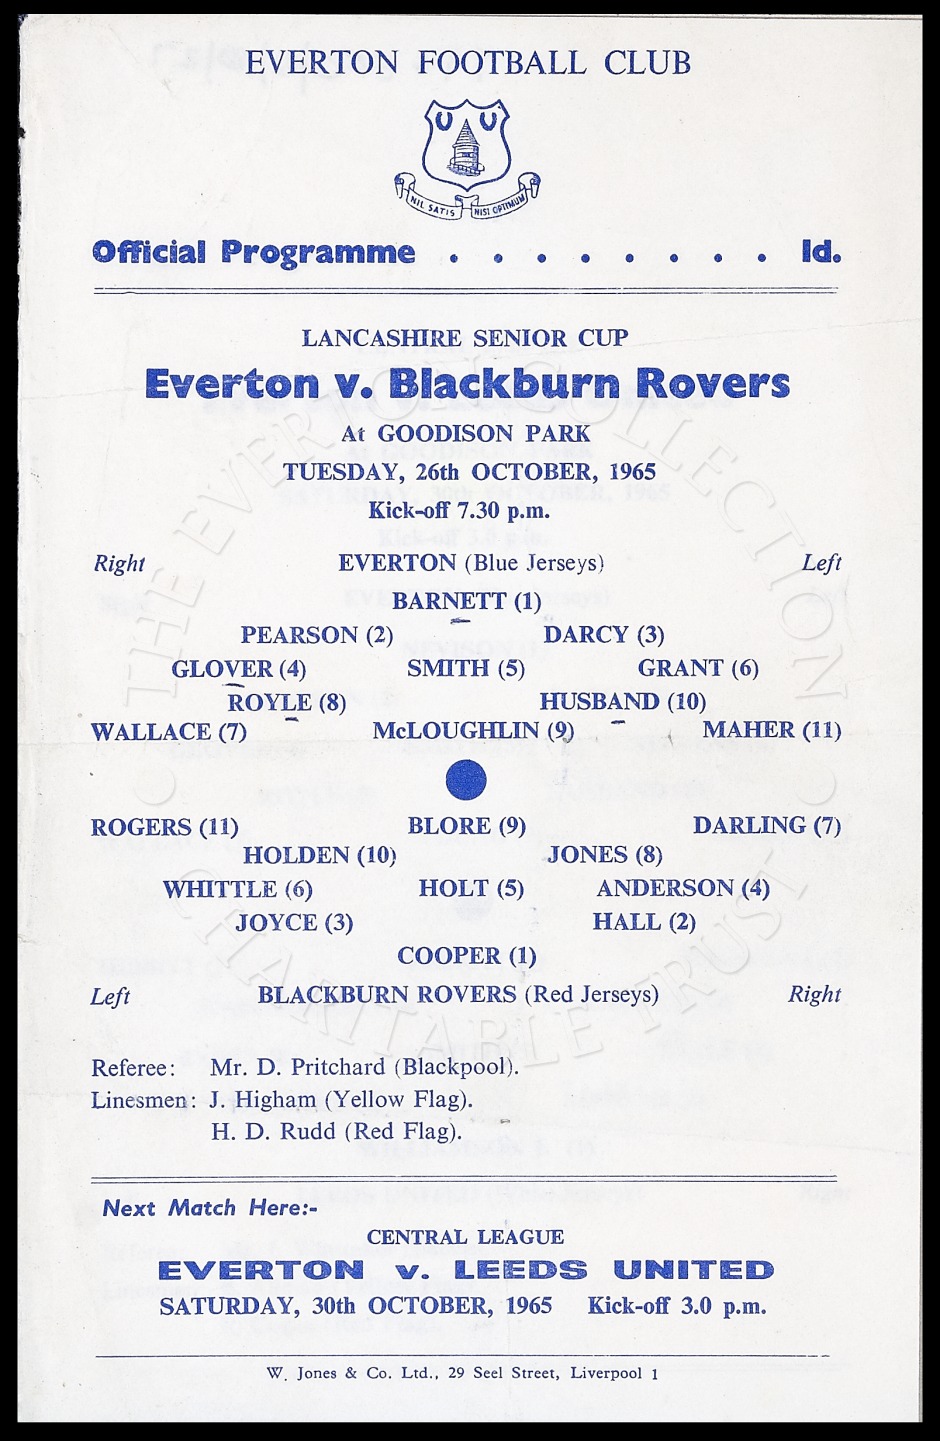 EVERTON FOOTBALL CLUB
NIL SATIS NISI OPTIMUM
Official Programme . . . . . . . . 1d.
LANCASHIRE SENIOR CUP
Everton v. Blackburn Rovers
At GOODISON PARK
TUESDAY, 26th OCTOBER, 1965
Kick-off 7.30 p.m.
Right EVERTON (Blue Jerseys) Left
BARNETT (1)
PEARSON (2) DARCY (3)
GLOVER (4) SMITH (5) GRANT (6)
ROYLE (8) HUSBAND (10)
WALLACE (7) McLOUGHLIN (9) MAHER (11)
ROGERS (11) BLORE (9) DARLING (7)
HOLDEN (10) JONES (8)
WHITTLE (6) HOLT (5) ANDERSON (4)
JOYCE (3) HALL (2)
COOPER (1)
Left BLACKBURN ROVERS (Red Jerseys) Right
Referee: Mr. D. Pritchard (Blackpool).
Linesmen: J. Higham (Yellow Flag).
H. D. Rudd (Red Flag).
Next Match Here:-
CENTRAL LEAGUE
EVERTON v. LEEDS UNITED
SATURDAY, 30th OCTOBER, 1965 Kick-off 3.0 p.m.
W. Jones & Co. Ltd., 29 Seel Street, Liverpool 1
THE EVERTON COLLECTION
CHARITABLE TRUST